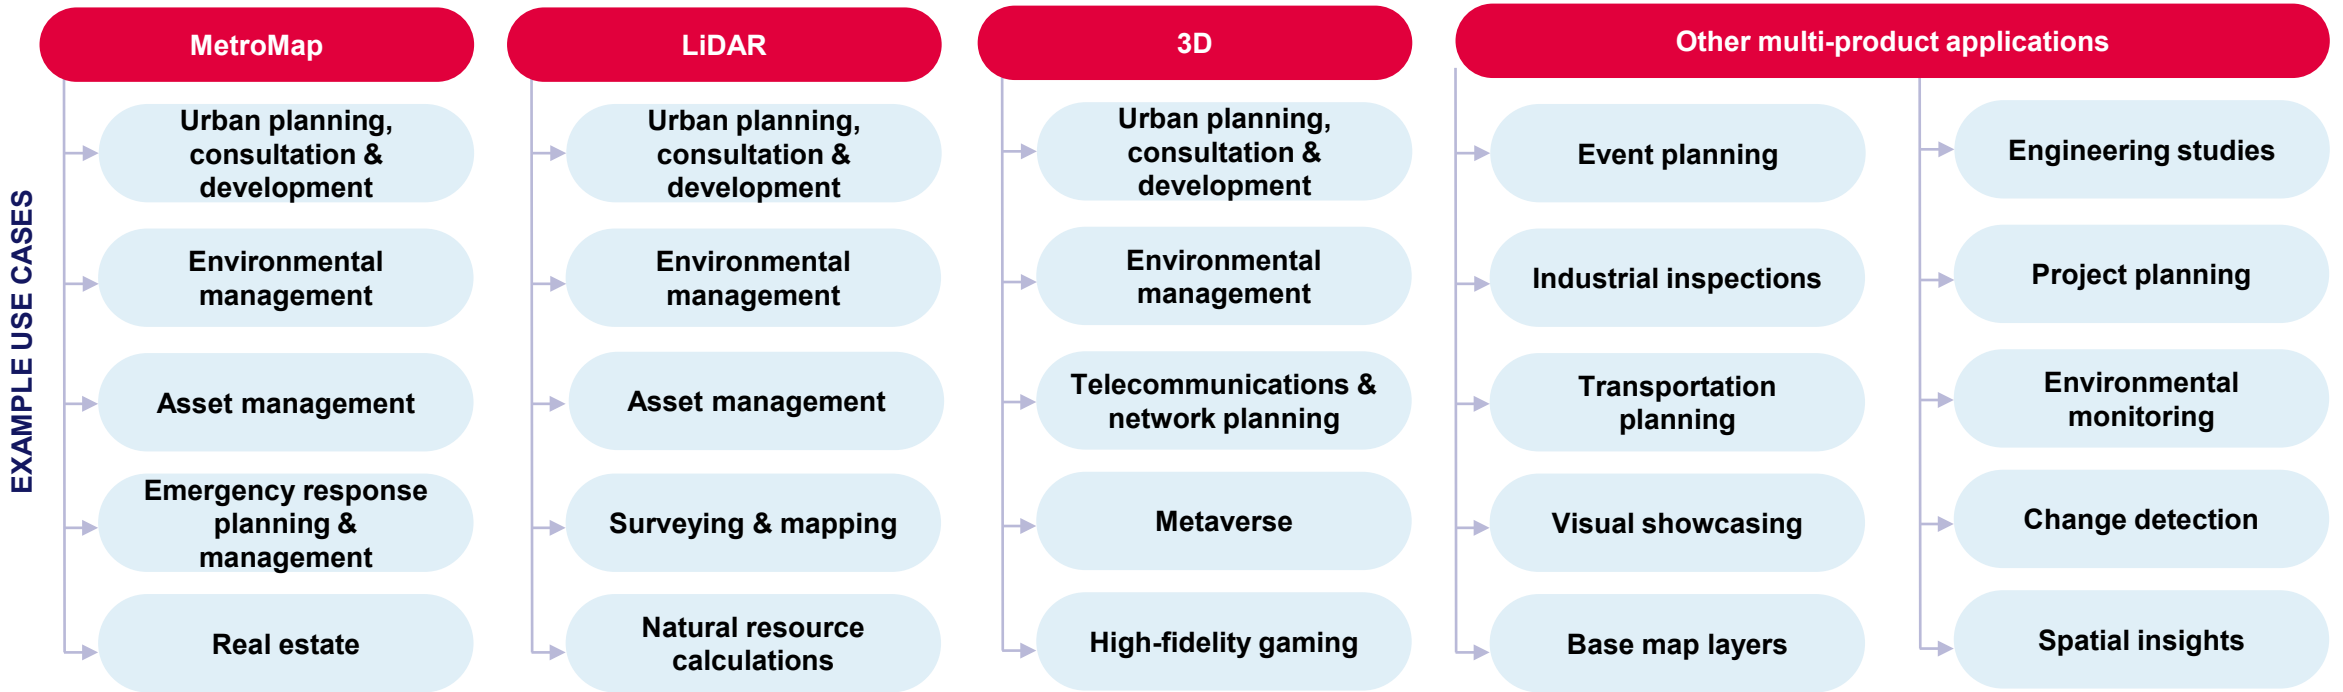 EXAMPLE USE CASES
MetroMap
Urban planning,
consultation &
development
Environmental
management
Asset management
Emergency response
planning &
management
Real estate
LiDAR
Urban planning,
consultation &
development
Environmental
management
Asset management
Surveying & mapping
Natural resource
calculations
3D
Urban planning,
consultation &
development
Environmental
management
Telecommunications &
network planning
Metaverse
High-fidelity gaming
Other multi-product applications
Event planning
Industrial inspections
Transportation
planning
Visual showcasing
Base map layers
Engineering studies
Project planning
Environmental
monitoring
Change detection
Spatial insights